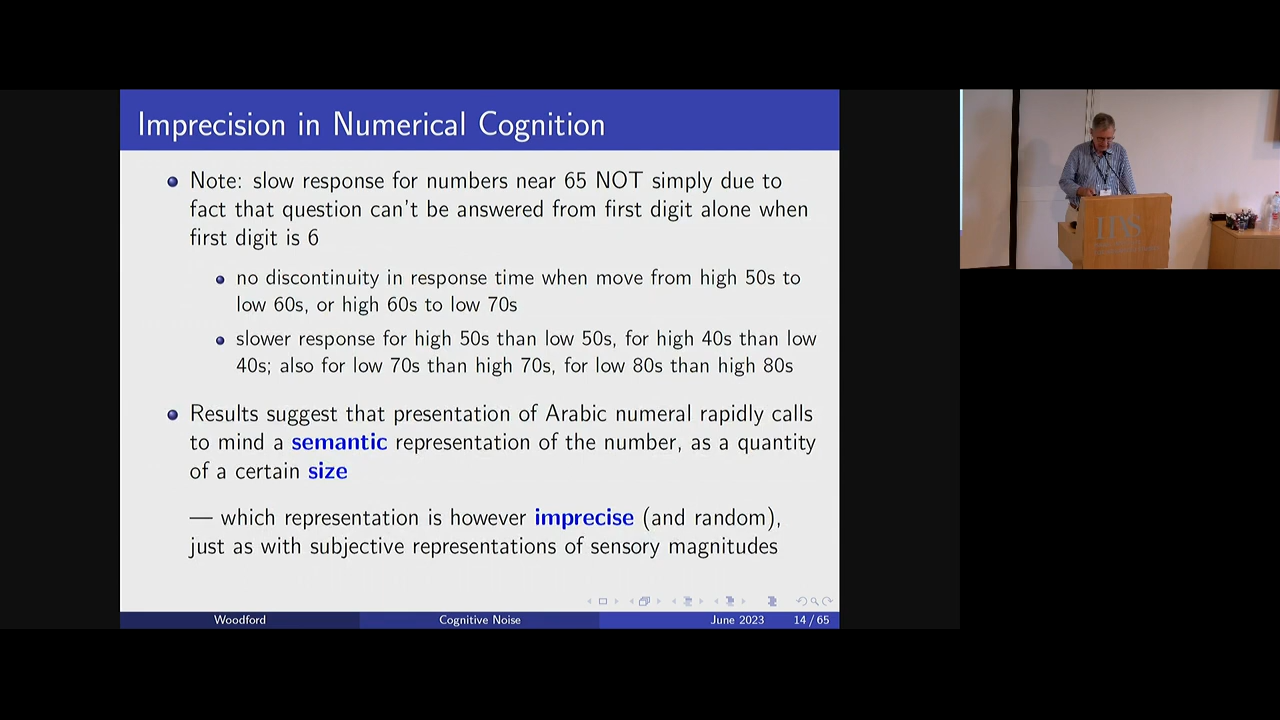 Imprecision in Numerical Cognition
Note: slow response for numbers near 65 NOT simply due to
fact that question can't be answered from first digit alone when
first digit is 6
no discontinuity in response time when move from high 50s to
low 60s, or high 60s to low 70s
slower response for high 50s than low 50s, for high 40s than low
40s; also for low 70s than high 70s, for low 80s than high 80s
Results suggest that presentation of Arabic numeral rapidly calls
to mind a semantic representation of the number, as a quantity
of a certain size
— which representation is however imprecise (and random),
just as with subjective representations of sensory magnitudes
Woodford Cognitive Noise June 2023 14 / 65